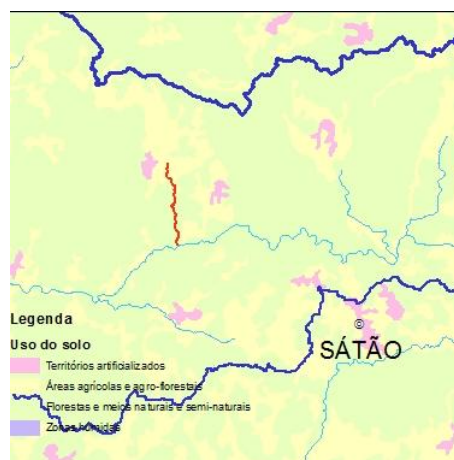 Legenda
Uso do solo
Territórios artificializados
Áreas agrícolas e agro-florestais
Florestas e meios naturais e semi-naturais
Zonas húmidas
©
SÁTÃO